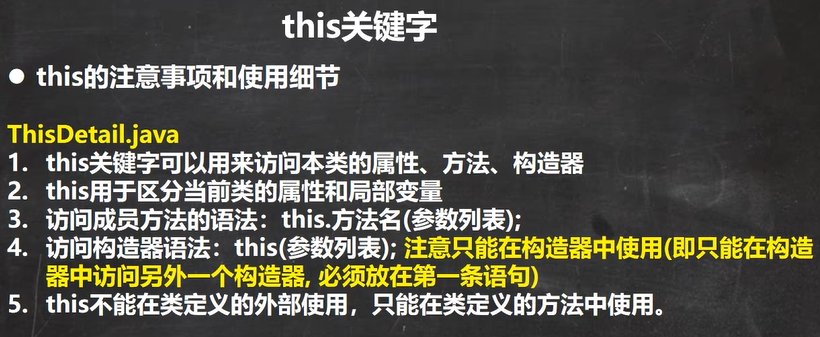 this关键字
● this的注意事项和使用细节
ThisDetail.java
1. this关键字可以用来访问本类的属性、方法、构造器
2. this用于区分当前类的属性和局部变量
3. 访问成员方法的语法：this.方法名(参数列表);
4. 访问构造器语法：this(参数列表); 注意只能在构造器中使用(即只能在构造
器中访问另外一个构造器, 必须放在第一条语句)
5. this不能在类定义的外部使用，只能在类定义的方法中使用。